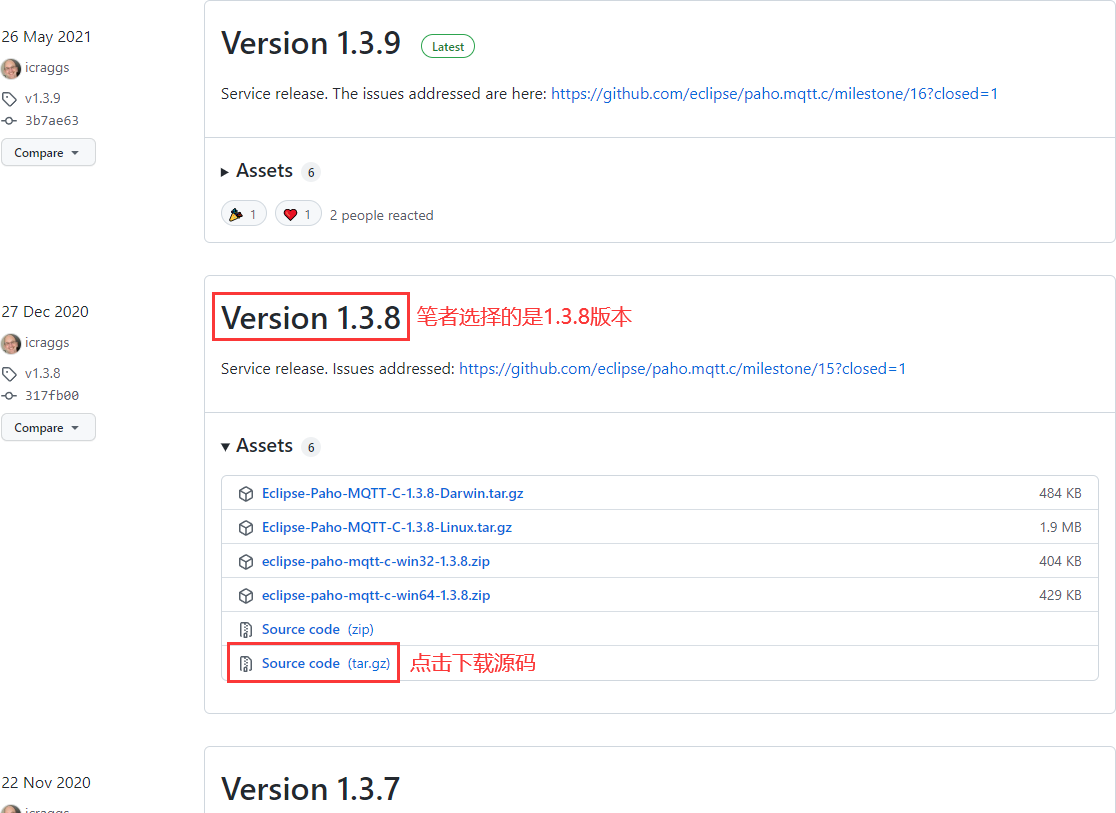 26 May 2021
icraggs
v1.3.9
3b7ae63
Compare
Version 1.3.9 Latest
Service release. The issues addressed are here: https://github.com/eclipse/paho.mqtt.c/milestone/16?closed=1
Assets 6
1 1 2 people reacted
27 Dec 2020
icraggs
v1.3.8
317fb00
Compare
Version 1.3.8 笔者选择的是1.3.8版本
Service release. Issues addressed: https://github.com/eclipse/paho.mqtt.c/milestone/15?closed=1
Assets 6
Eclipse-Paho-MQTT-C-1.3.8-Darwin.tar.gz 484 KB
Eclipse-Paho-MQTT-C-1.3.8-Linux.tar.gz 1.9 MB
eclipse-paho-mqtt-c-win32-1.3.8.zip 404 KB
eclipse-paho-mqtt-c-win64-1.3.8.zip 429 KB
Source code (zip)
Source code (tar.gz) 点击下载源码
22 Nov 2020
icraggs
Version 1.3.7